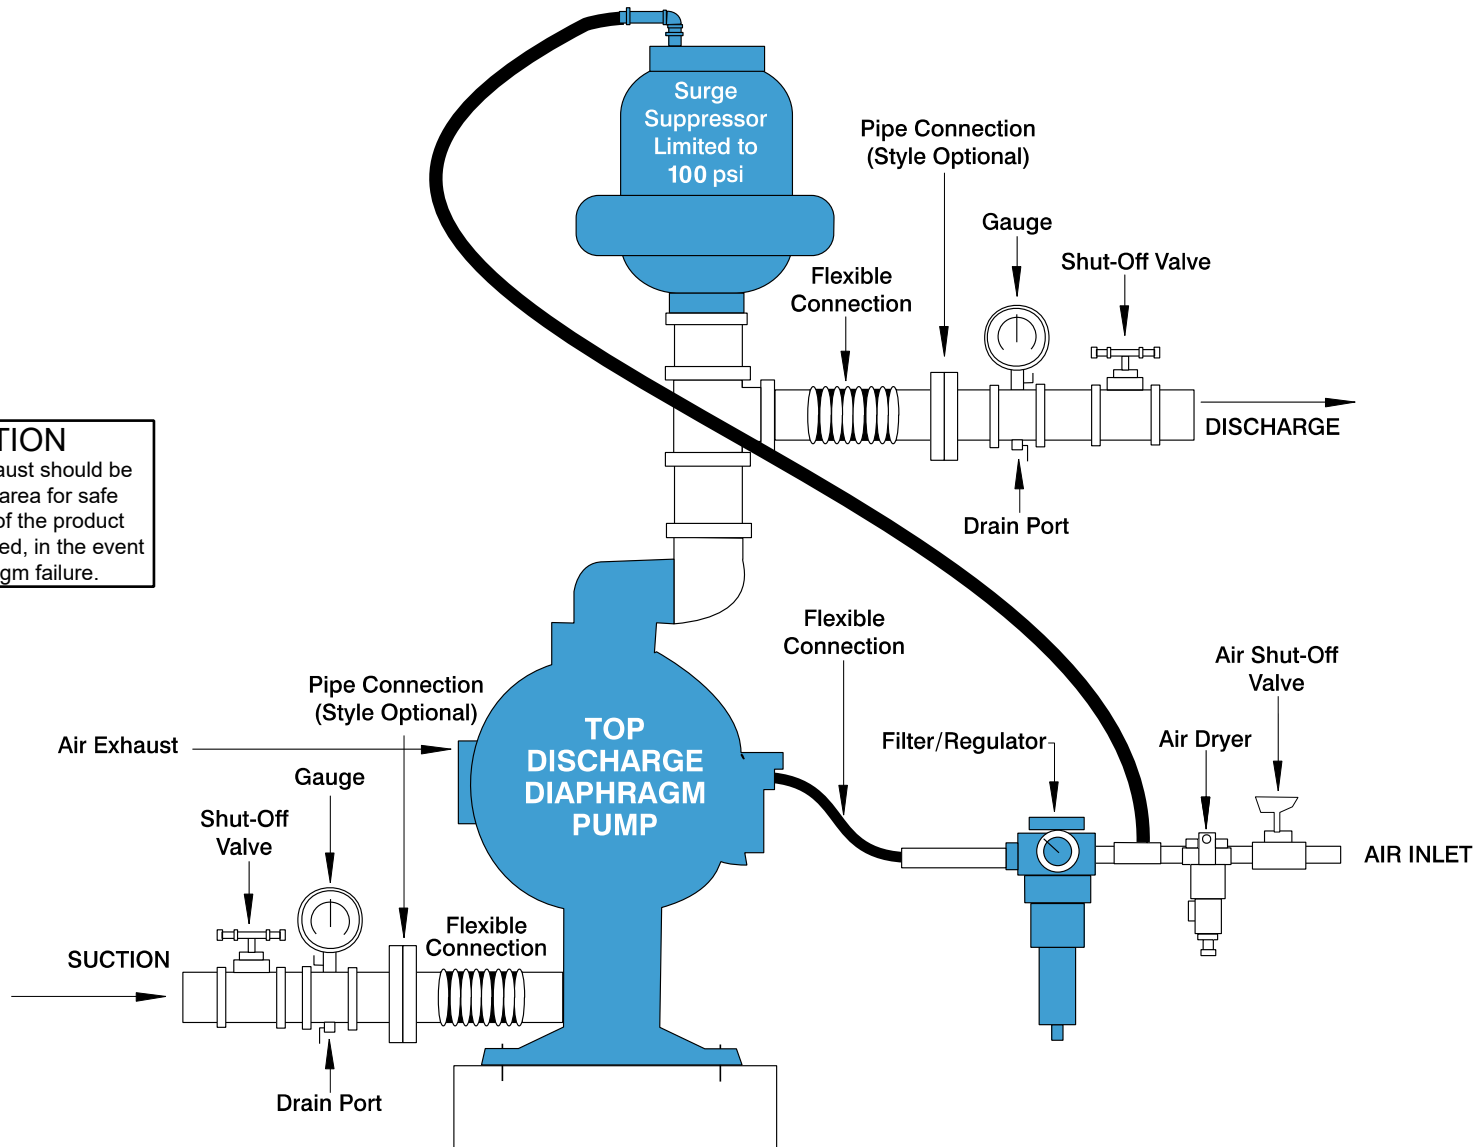 Surge
Suppressor
Limited to
100 psi
Pipe Connection
(Style Optional)
Gauge
Shut-Off Valve
Flexible
Connection
DISCHARGE
Drain Port
TION
aust should be
area for safe
of the product
ed, in the event
gm failure.
Flexible
Connection
Air Shut-Off
Valve
Pipe Connection
(Style Optional)
Air Exhaust
TOP
DISCHARGE
DIAPHRAGM
PUMP
Filter/Regulator
Air Dryer
Gauge
Shut-Off
Valve
AIR INLET
Flexible
Connection
SUCTION
Drain Port